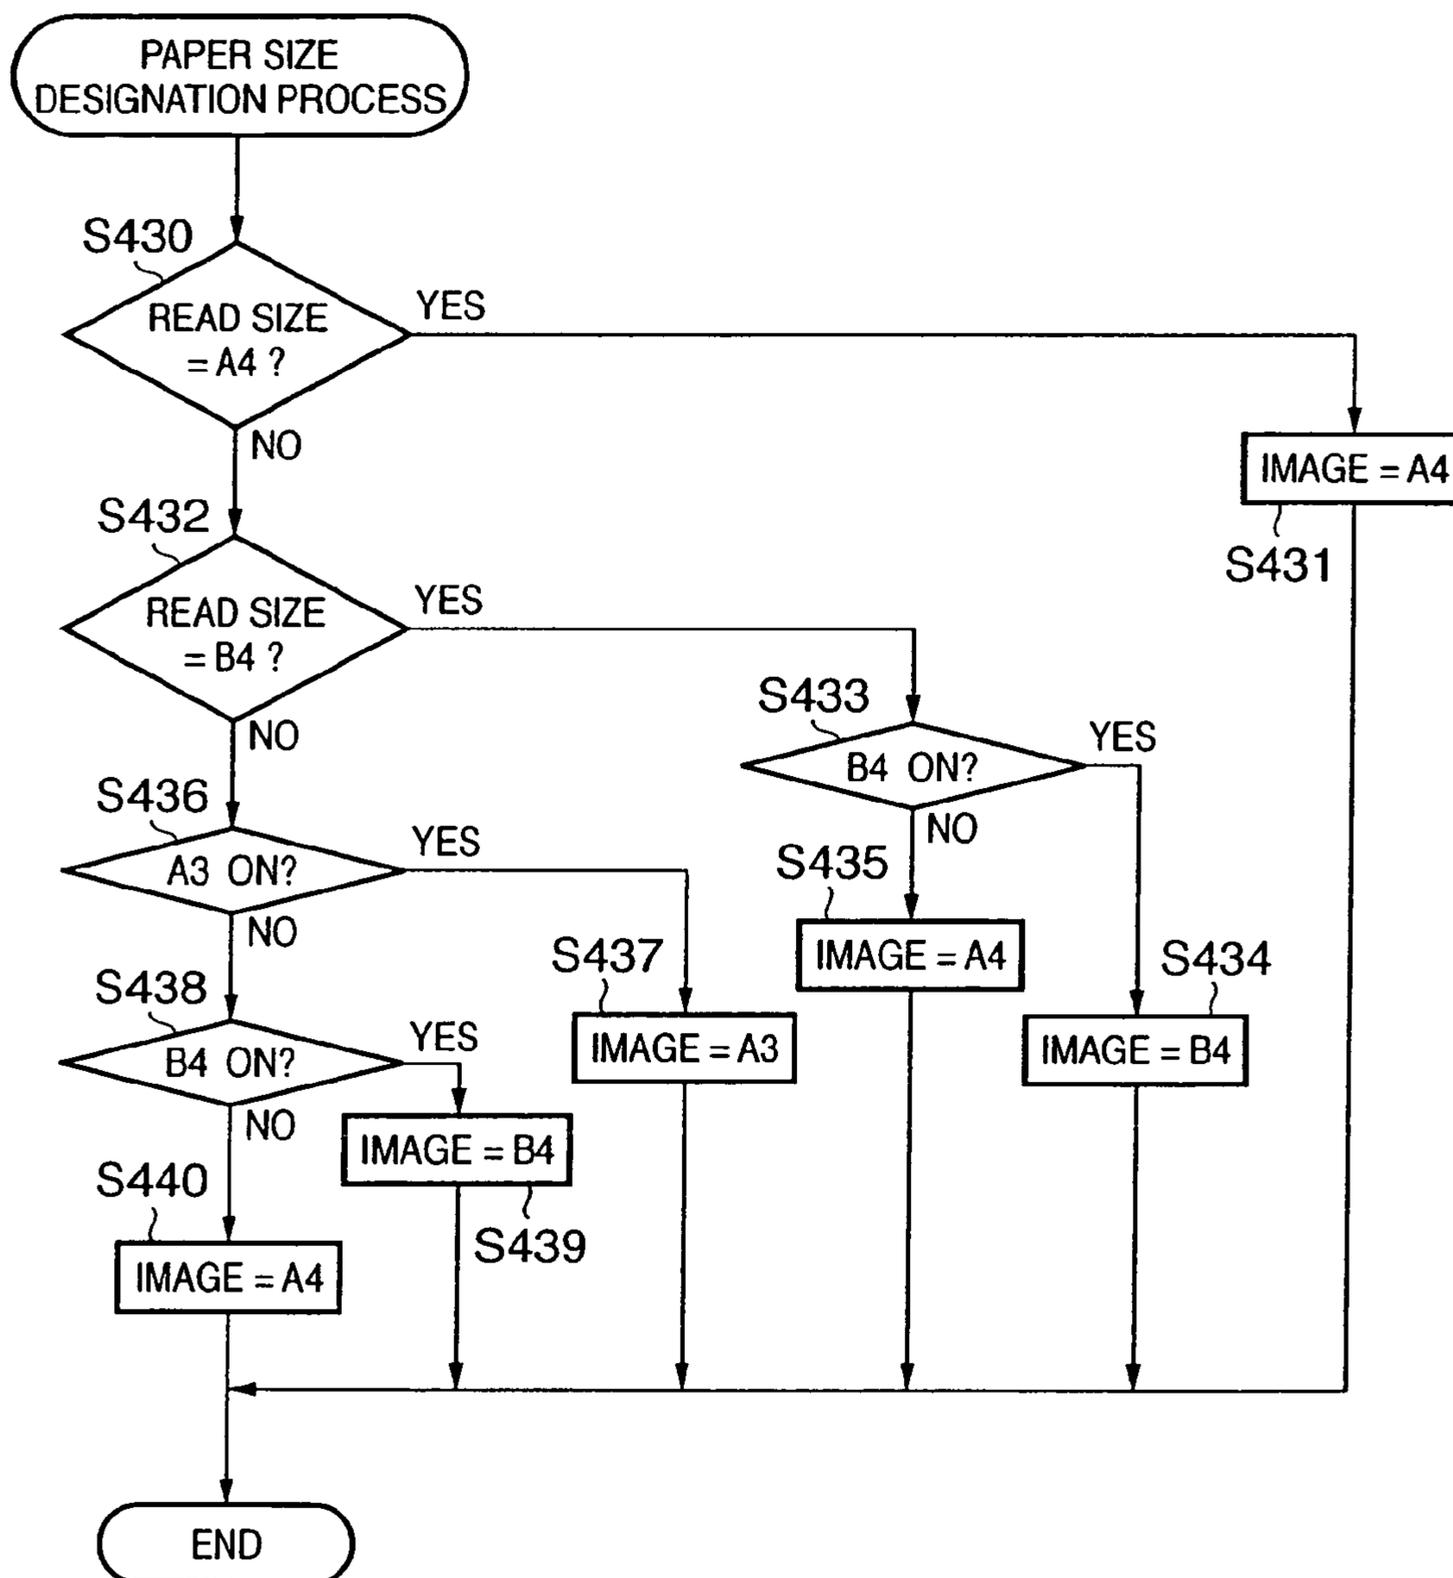 PAPER SIZE
DESIGNATION PROCESS
S430
READ SIZE
= A4 ?
YES
NO
IMAGE = A4
S431
S432
READ SIZE
= B4 ?
YES
NO
S433
B4 ON?
YES
NO
S436
A3 ON?
YES
NO
S435
IMAGE = A4
S434
IMAGE = B4
S437
IMAGE = A3
S438
B4 ON?
YES
NO
IMAGE = B4
S439
S440
IMAGE = A4
END